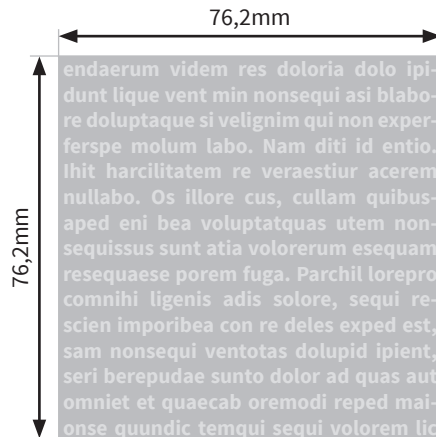 76,2mm
76,2mm
endaerum videm res doloria dolo ipi-
dunt lique vent min nonsequi asi blabo-
re doluptaque si velignim qui non exper-
ferspe molum labo. Nam diti id entio.
Ihit harcilitatem re veraestiur acerem
nullabo. Os illore cus, cullam quibus-
aped eni bea voluptatquas utem non-
sequissus sunt atia volorerum esequam
resequaese porem fuga. Parchil lorepro
comnihi ligenis adis solore, sequi re-
scien imporibea con re deles exped est,
sam nonsequi ventotas dolupid ipient,
seri berepudae sunto dolor ad quas aut
omniet et quaecab oremodi reped mai-
onse quundic temqui sequi volorem lic